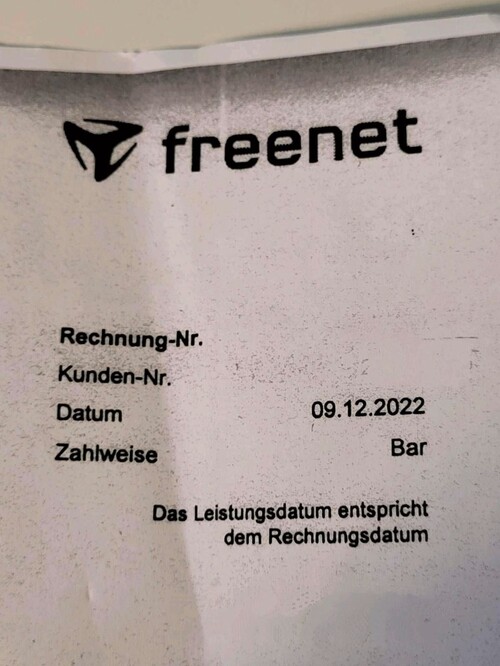 freenet
Rechnung-Nr.
Kunden-Nr.
Datum 09.12.2022
Zahlweise Bar
Das Leistungsdatum entspricht
dem Rechnungsdatum